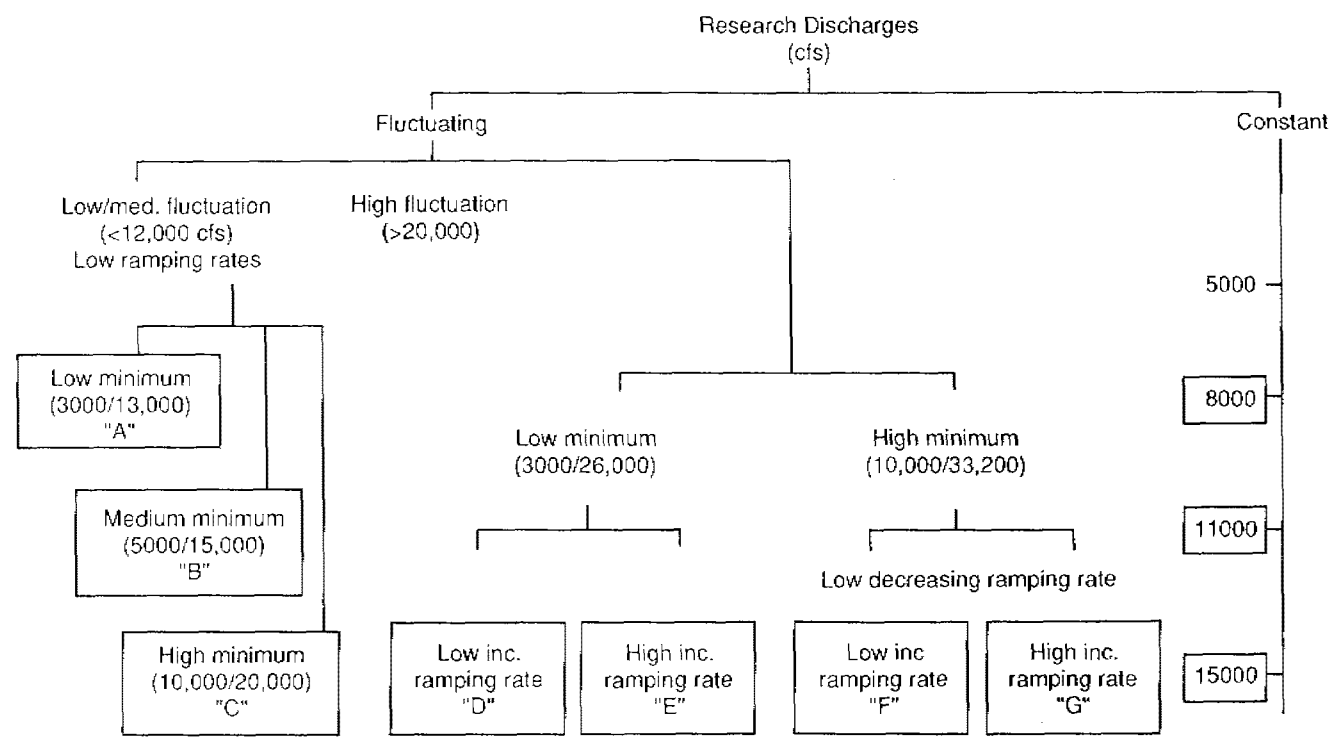 Research Discharges
(cfs)
Fluctuating
Constant
Low/med. fluctuation
(<12,000 cfs)
Low ramping rates
High fluctuation
(>20,000)
5000
Low minimum
(3000/13,000)
"A"
8000
Low minimum
(3000/26,000)
High minimum
(10,000/33,200)
Medium minimum
(5000/15,000)
"B"
11000
Low decreasing ramping rate
High minimum
(10,000/20,000)
"C"
Low inc.
ramping rate
"D"
High inc.
ramping rate
"E"
Low inc
ramping rate
"F"
High inc.
ramping rate
"G"
15000